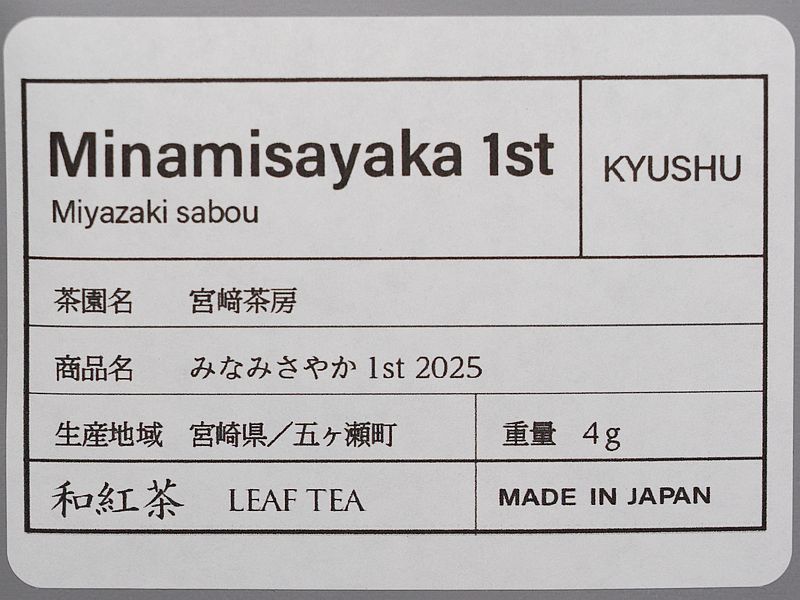 Minamisayaka 1st
KYUSHU
Miyazaki sabou
茶園名 宮﨑茶房
商品名 みなみさやか 1st 2025
生産地域 宮崎県／五ヶ瀬町 重量 4g
和紅茶 LEAF TEA MADE IN JAPAN